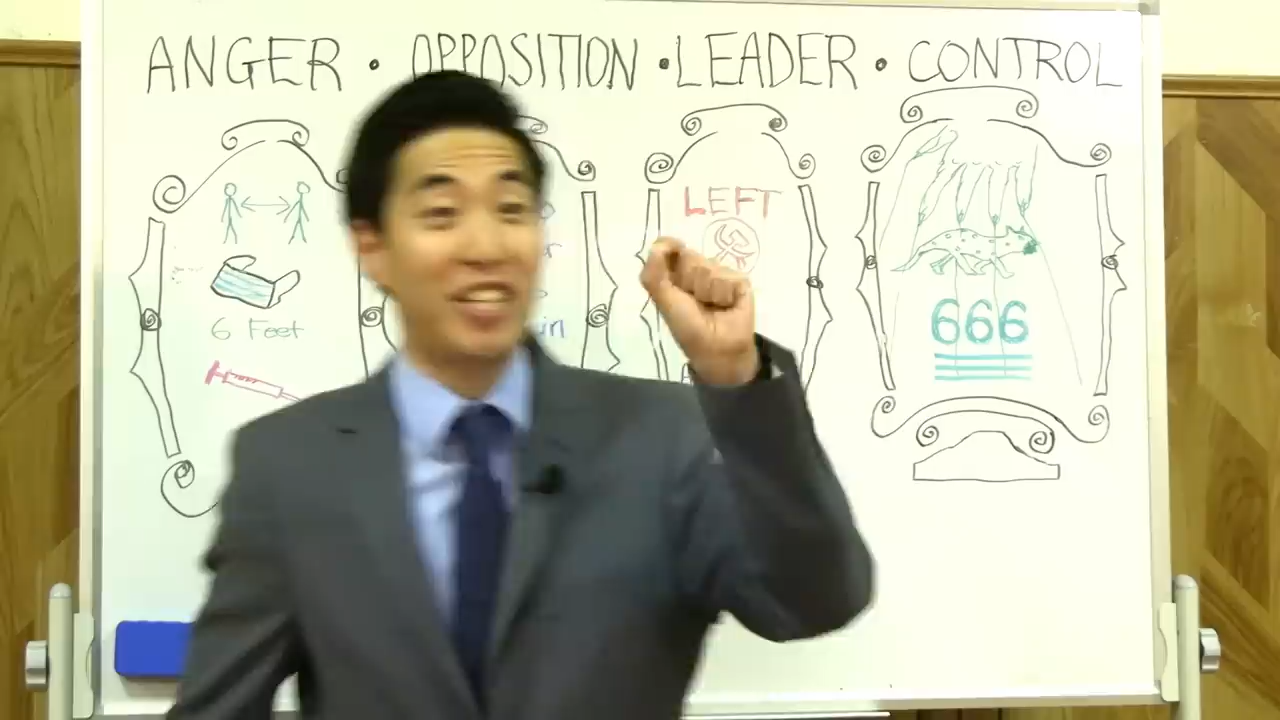 ANGER • OPPOSITION • LEADER • CONTROL
6 Feet
LEFT
666